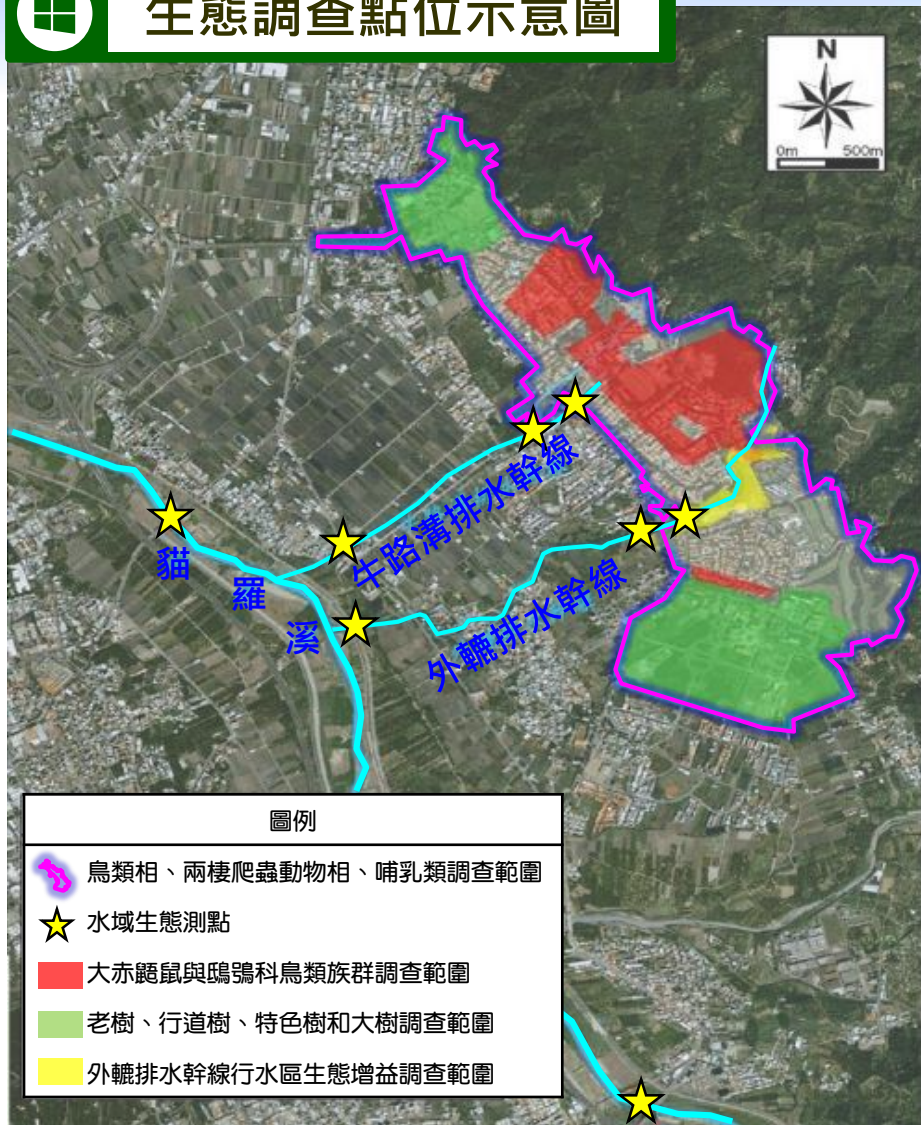 生態調查點位示意圖
N
0m 500m
牛路溝排水幹線
貓
羅
溪
外轆排水幹線
圖例
鳥類相、兩棲爬蟲動物相、哺乳類調查範圍
水域生態測點
大赤鼯鼠與鴟鴞科鳥類族群調查範圍
老樹、行道樹、特色樹和大樹調查範圍
外轆排水幹線行水區生態增益調查範圍